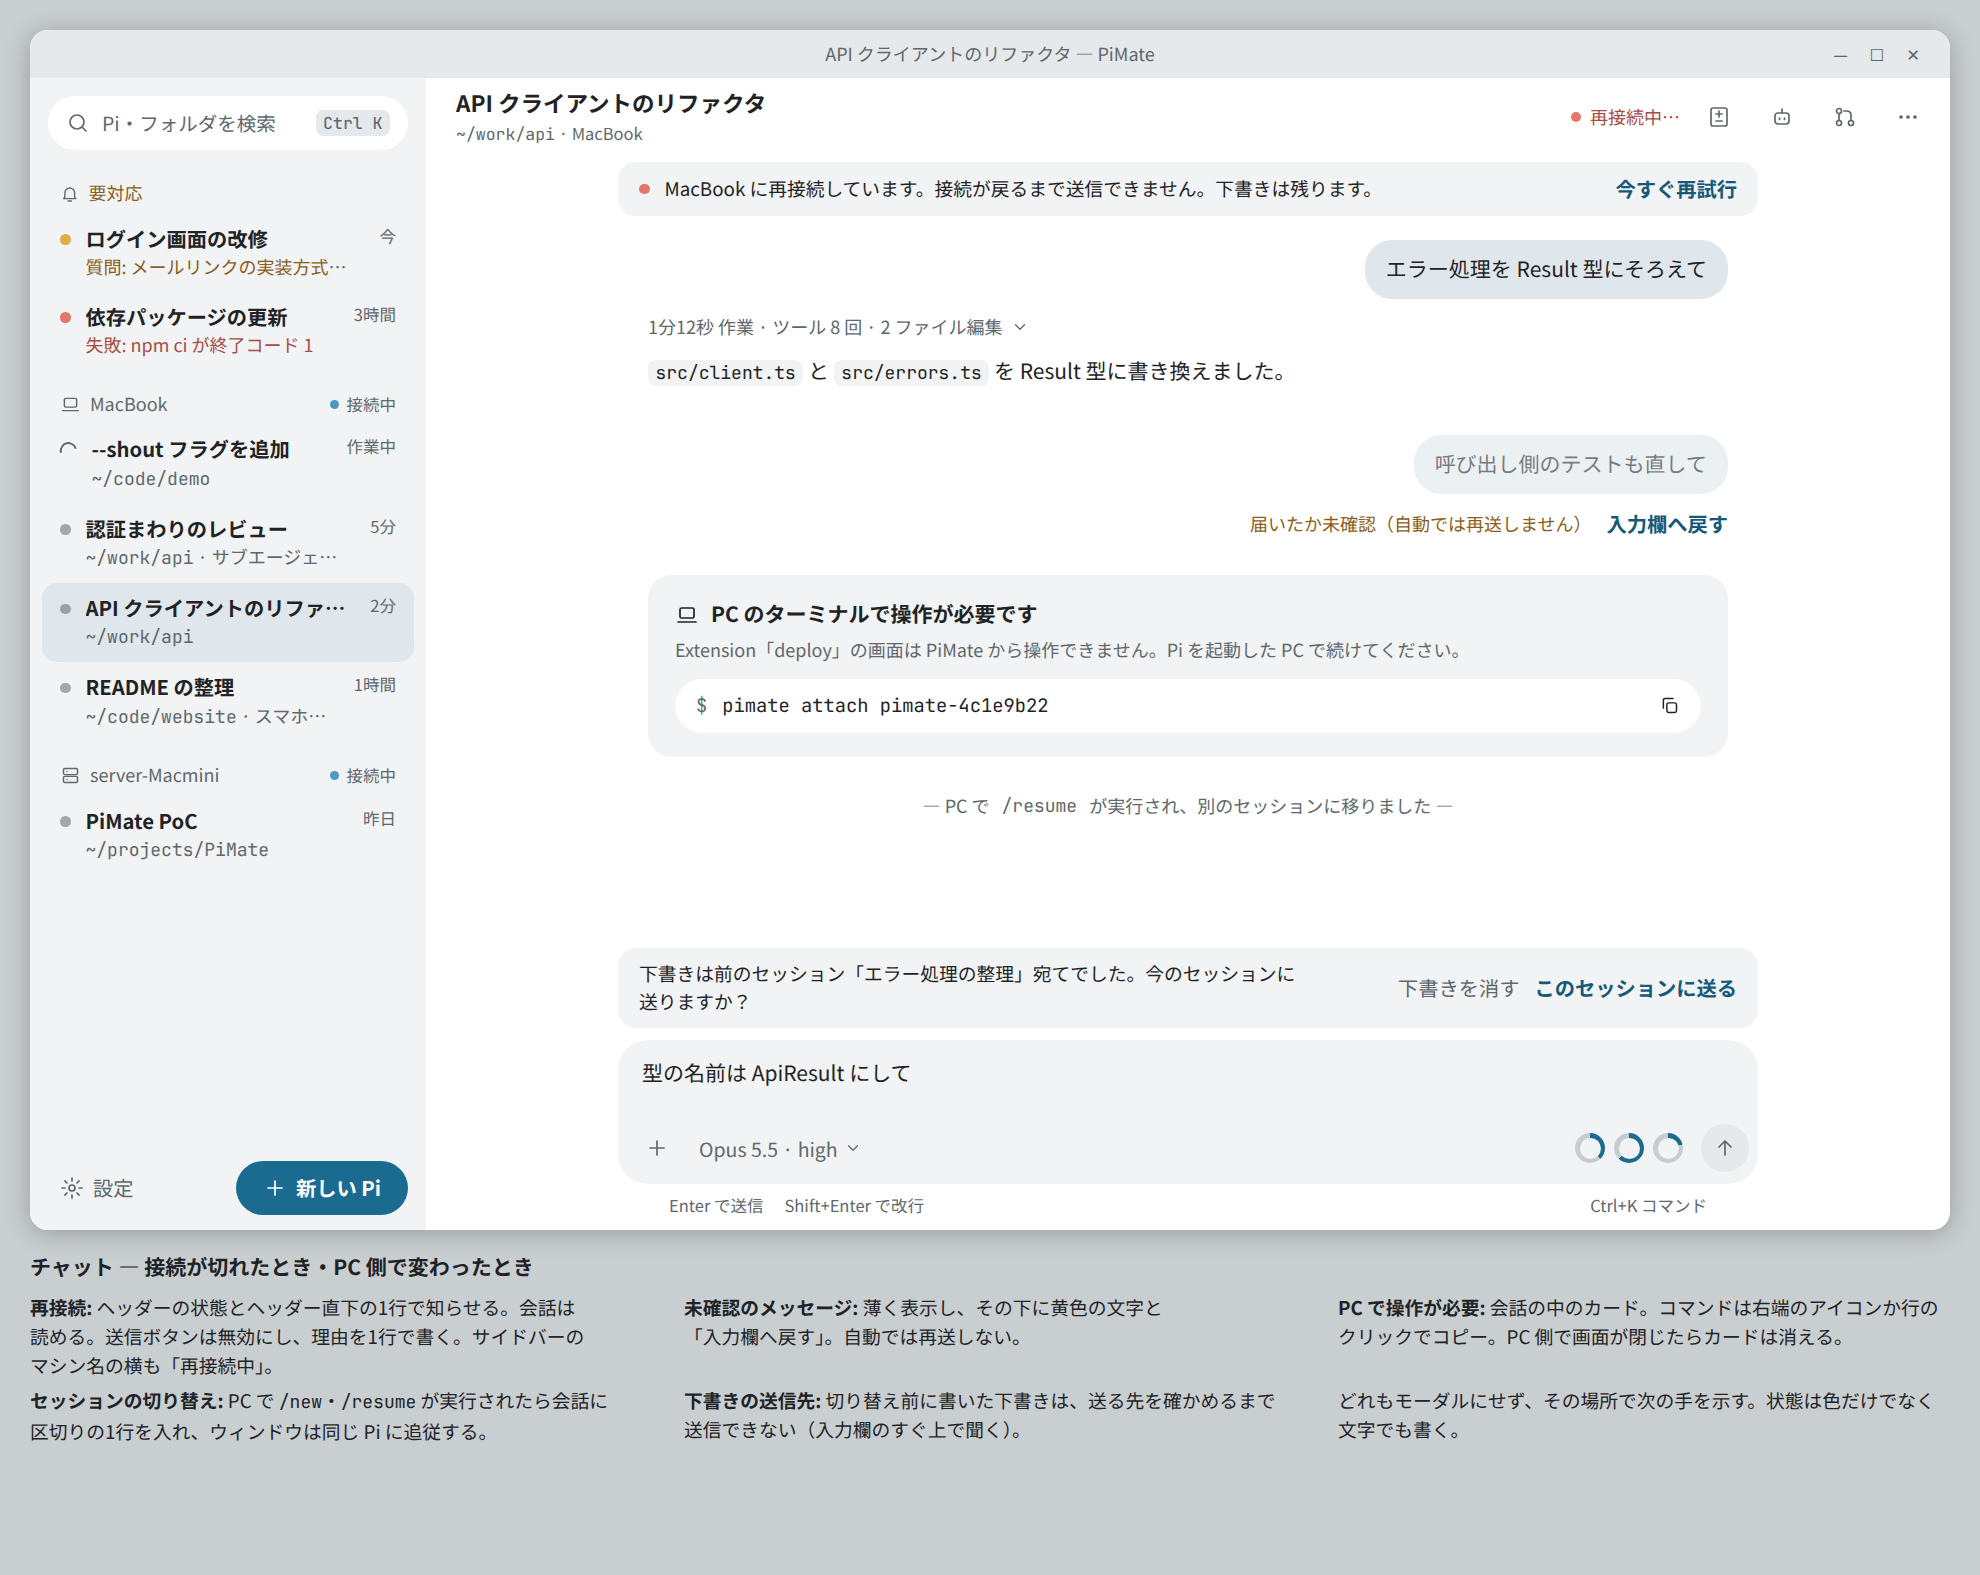 API クライアントのリファクタ — PiMate
Pi・フォルダを検索 Ctrl K
要対応
ログイン画面の改修 今
質問: メールリンクの実装方式…
依存パッケージの更新 3時間
失敗: npm ci が終了コード 1
MacBook 接続中
--shout フラグを追加 作業中
~/code/demo
認証まわりのレビュー 5分
~/work/api · サブエージェ…
API クライアントのリファ… 2分
~/work/api
README の整理 1時間
~/code/website · スマホ…
server-Macmini 接続中
PiMate PoC 昨日
~/projects/PiMate
設定
新しい Pi
API クライアントのリファクタ
~/work/api · MacBook
再接続中…
MacBook に再接続しています。接続が戻るまで送信できません。下書きは残ります。 今すぐ再試行
エラー処理を Result 型にそろえて
1分12秒 作業 · ツール 8 回 · 2 ファイル編集
src/client.ts と src/errors.ts を Result 型に書き換えました。
呼び出し側のテストも直して
届いたか未確認（自動では再送しません） 入力欄へ戻す
PC のターミナルで操作が必要です
Extension「deploy」の画面は PiMate から操作できません。Pi を起動した PC で続けてください。
$ pimate attach pimate-4c1e9b22
— PC で /resume が実行され、別のセッションに移りました —
下書きは前のセッション「エラー処理の整理」宛てでした。今のセッションに
送りますか？
下書きを消す このセッションに送る
型の名前は ApiResult にして
Opus 5.5 · high
Enter で送信 Shift+Enter で改行 Ctrl+K コマンド
チャット — 接続が切れたとき・PC 側で変わったとき
再接続: ヘッダーの状態とヘッダー直下の1行で知らせる。会話は
読める。送信ボタンは無効にし、理由を1行で書く。サイドバーの
マシン名の横も「再接続中」。
未確認のメッセージ: 薄く表示し、その下に黄色の文字と
「入力欄へ戻す」。自動では再送しない。
PC で操作が必要: 会話の中のカード。コマンドは右端のアイコンか行の
クリックでコピー。PC 側で画面が閉じたらカードは消える。
セッションの切り替え: PC で /new・/resume が実行されたら会話に
区切りの1行を入れ、ウィンドウは同じ Pi に追従する。
下書きの送信先: 切り替え前に書いた下書きは、送る先を確かめるまで
送信できない（入力欄のすぐ上で聞く）。
どれもモーダルにせず、その場所で次の手を示す。状態は色だけでなく
文字でも書く。